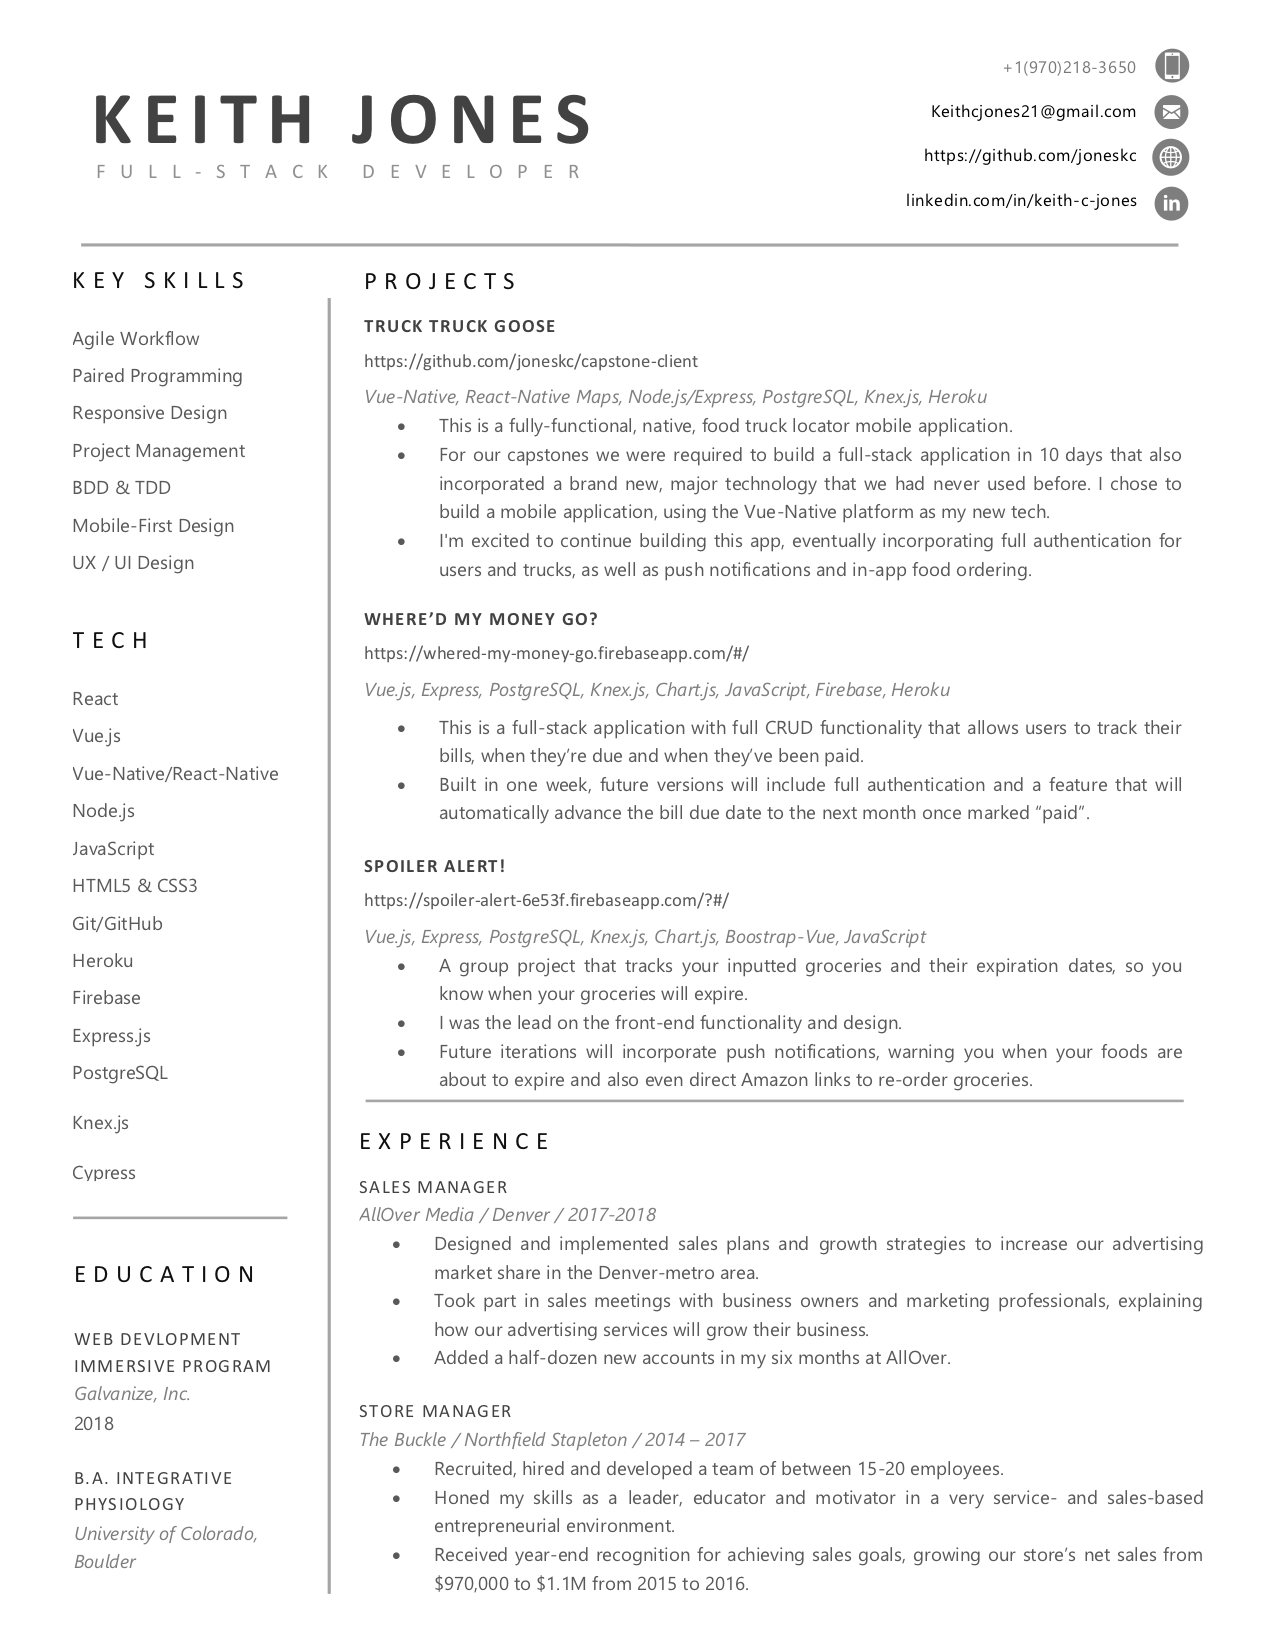 KEITH JONES
FULL-STACK DEVELOPER
+1(970)218-3650
Keithcjones21@gmail.com
https://github.com/joneskc
linkedin.com/in/keith-c-jones
KEY SKILLS
Agile Workflow
Paired Programming
Responsive Design
Project Management
BDD & TDD
Mobile-First Design
UX / UI Design
TECH
React
Vue.js
Vue-Native/React-Native
Node.js
JavaScript
HTML5 & CSS3
Git/GitHub
Heroku
Firebase
Express.js
PostgreSQL
Knex.js
Cypress
EDUCATION
WEB DEVLOPMENT
IMMERSIVE PROGRAM
Galvanize, Inc.
2018
B.A. INTEGRATIVE
PHYSIOLOGY
University of Colorado,
Boulder
PROJECTS
TRUCK TRUCK GOOSE
https://github.com/joneskc/capstone-client
Vue-Native, React-Native Maps, Node.js/Express, PostgreSQL, Knex.js, Heroku
• This is a fully-functional, native, food truck locator mobile application.
• For our capstones we were required to build a full-stack application in 10 days that also
incorporated a brand new, major technology that we had never used before. I chose to
build a mobile application, using the Vue-Native platform as my new tech.
• I'm excited to continue building this app, eventually incorporating full authentication for
users and trucks, as well as push notifications and in-app food ordering.
WHERE’D MY MONEY GO?
https://whered-my-money-go.firebaseapp.com/#/
Vue.js, Express, PostgreSQL, Knex.js, Chart.js, JavaScript, Firebase, Heroku
• This is a full-stack application with full CRUD functionality that allows users to track their
bills, when they’re due and when they’ve been paid.
• Built in one week, future versions will include full authentication and a feature that will
automatically advance the bill due date to the next month once marked “paid”.
SPOILER ALERT!
https://spoiler-alert-6e53f.firebaseapp.com/?#/
Vue.js, Express, PostgreSQL, Knex.js, Chart.js, Boostrap-Vue, JavaScript
• A group project that tracks your inputted groceries and their expiration dates, so you
know when your groceries will expire.
• I was the lead on the front-end functionality and design.
• Future iterations will incorporate push notifications, warning you when your foods are
about to expire and also even direct Amazon links to re-order groceries.
EXPERIENCE
SALES MANAGER
AllOver Media / Denver / 2017-2018
• Designed and implemented sales plans and growth strategies to increase our advertising
market share in the Denver-metro area.
• Took part in sales meetings with business owners and marketing professionals, explaining
how our advertising services will grow their business.
• Added a half-dozen new accounts in my six months at AllOver.
STORE MANAGER
The Buckle / Northfield Stapleton / 2014 – 2017
• Recruited, hired and developed a team of between 15-20 employees.
• Honed my skills as a leader, educator and motivator in a very service- and sales-based
entrepreneurial environment.
• Received year-end recognition for achieving sales goals, growing our store’s net sales from
$970,000 to $1.1M from 2015 to 2016.